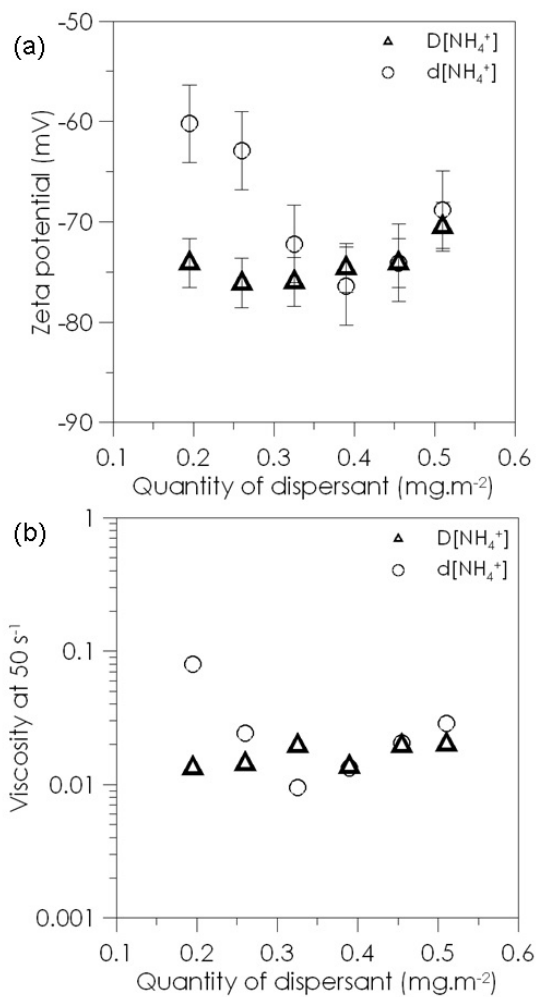 (a)
-50
-60
-70
-80
-90
Zeta potential (mV)
D[NH₄⁺]
d[NH₄⁺]
0.1 0.2 0.3 0.4 0.5 0.6
Quantity of dispersant (mg.m⁻²)
(b)
1
0.1
0.01
0.001
Viscosity at 50 s⁻¹
D[NH₄⁺]
d[NH₄⁺]
0.1 0.2 0.3 0.4 0.5 0.6
Quantity of dispersant (mg.m⁻²)